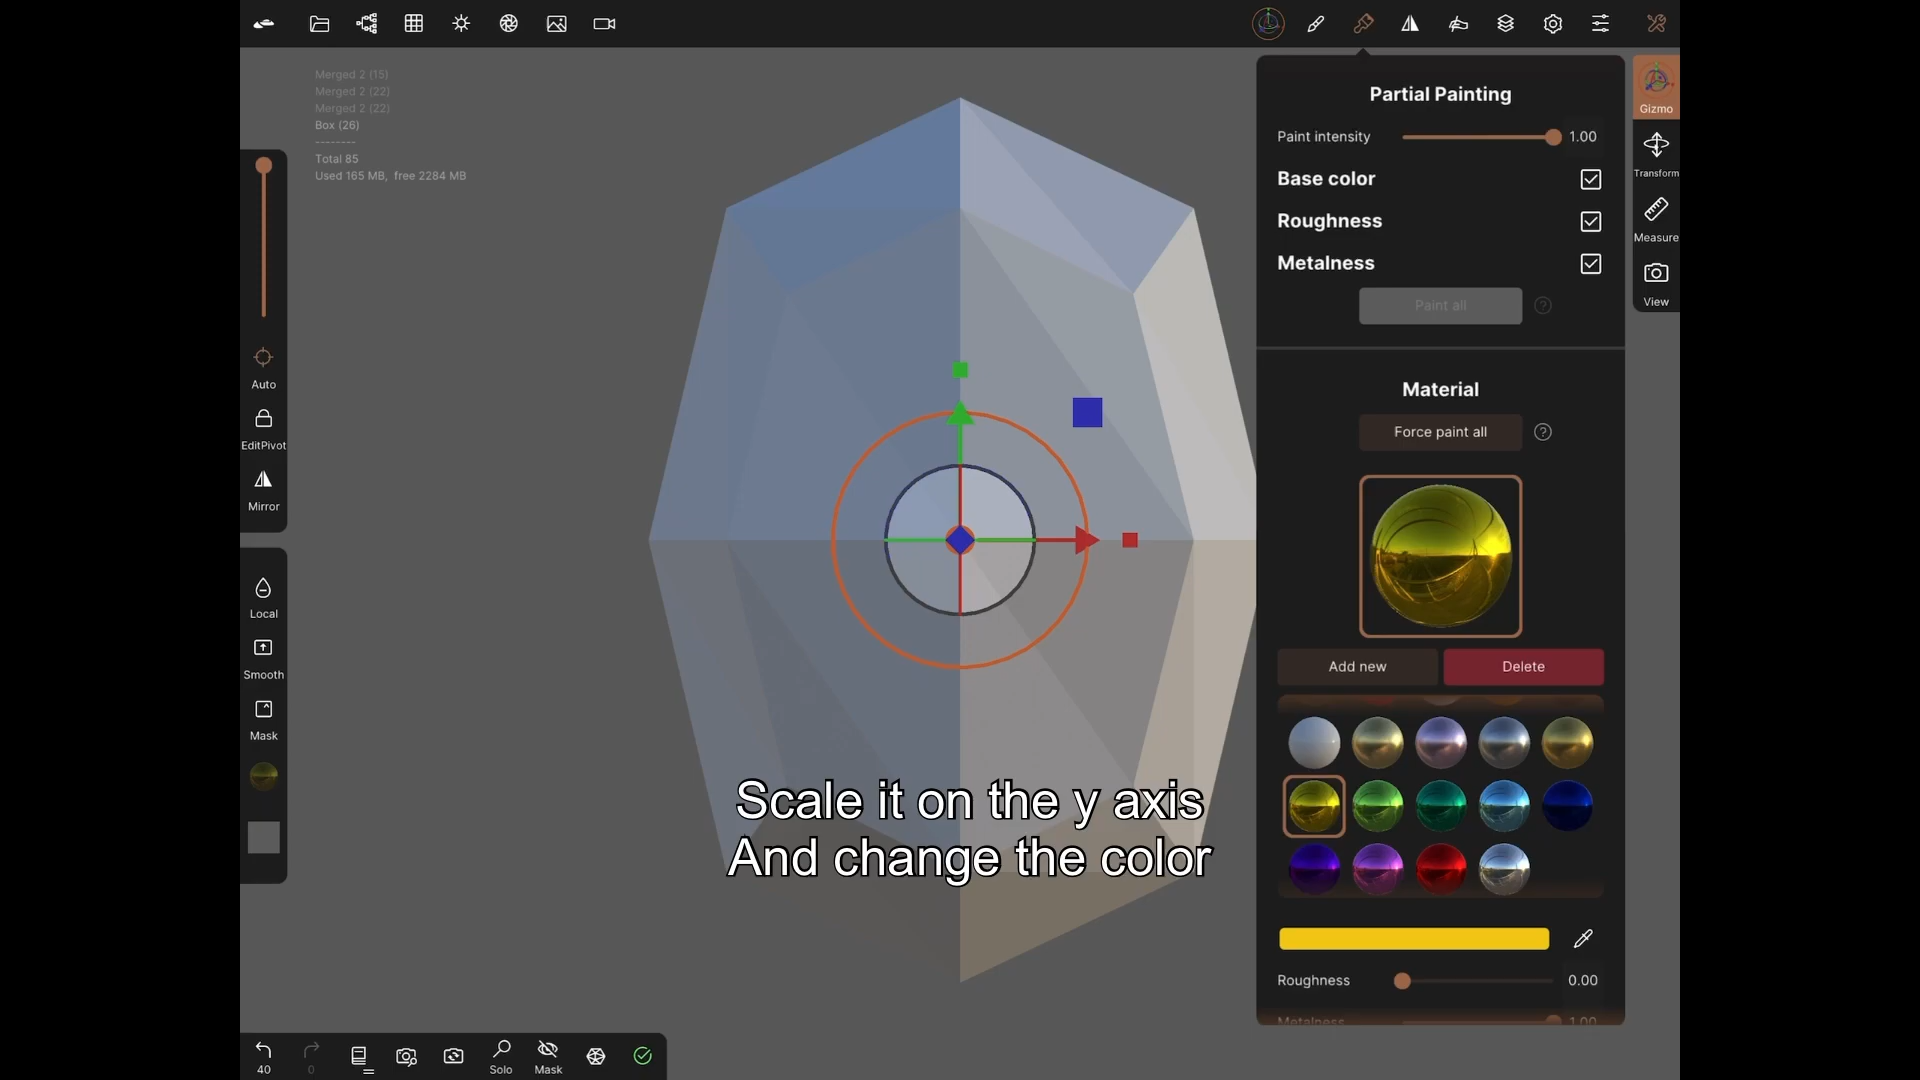 Merged 2 (15)
Merged 2 (22)
Merged 2 (22)
Box (26)
--------
Total 85
Used 165 MB, free 2284 MB
Auto
EditPivot
Mirror
Local
Smooth
Mask
40
0
Solo
Mask
Scale it on the y axis
And change the color
Partial Painting
Paint intensity 1.00
Base color
Roughness
Metalness
Paint all ?
Material
Force paint all ?
Add new Delete
Roughness 0.00
Metalness 1.00
Gizmo
Transform
Measure
View